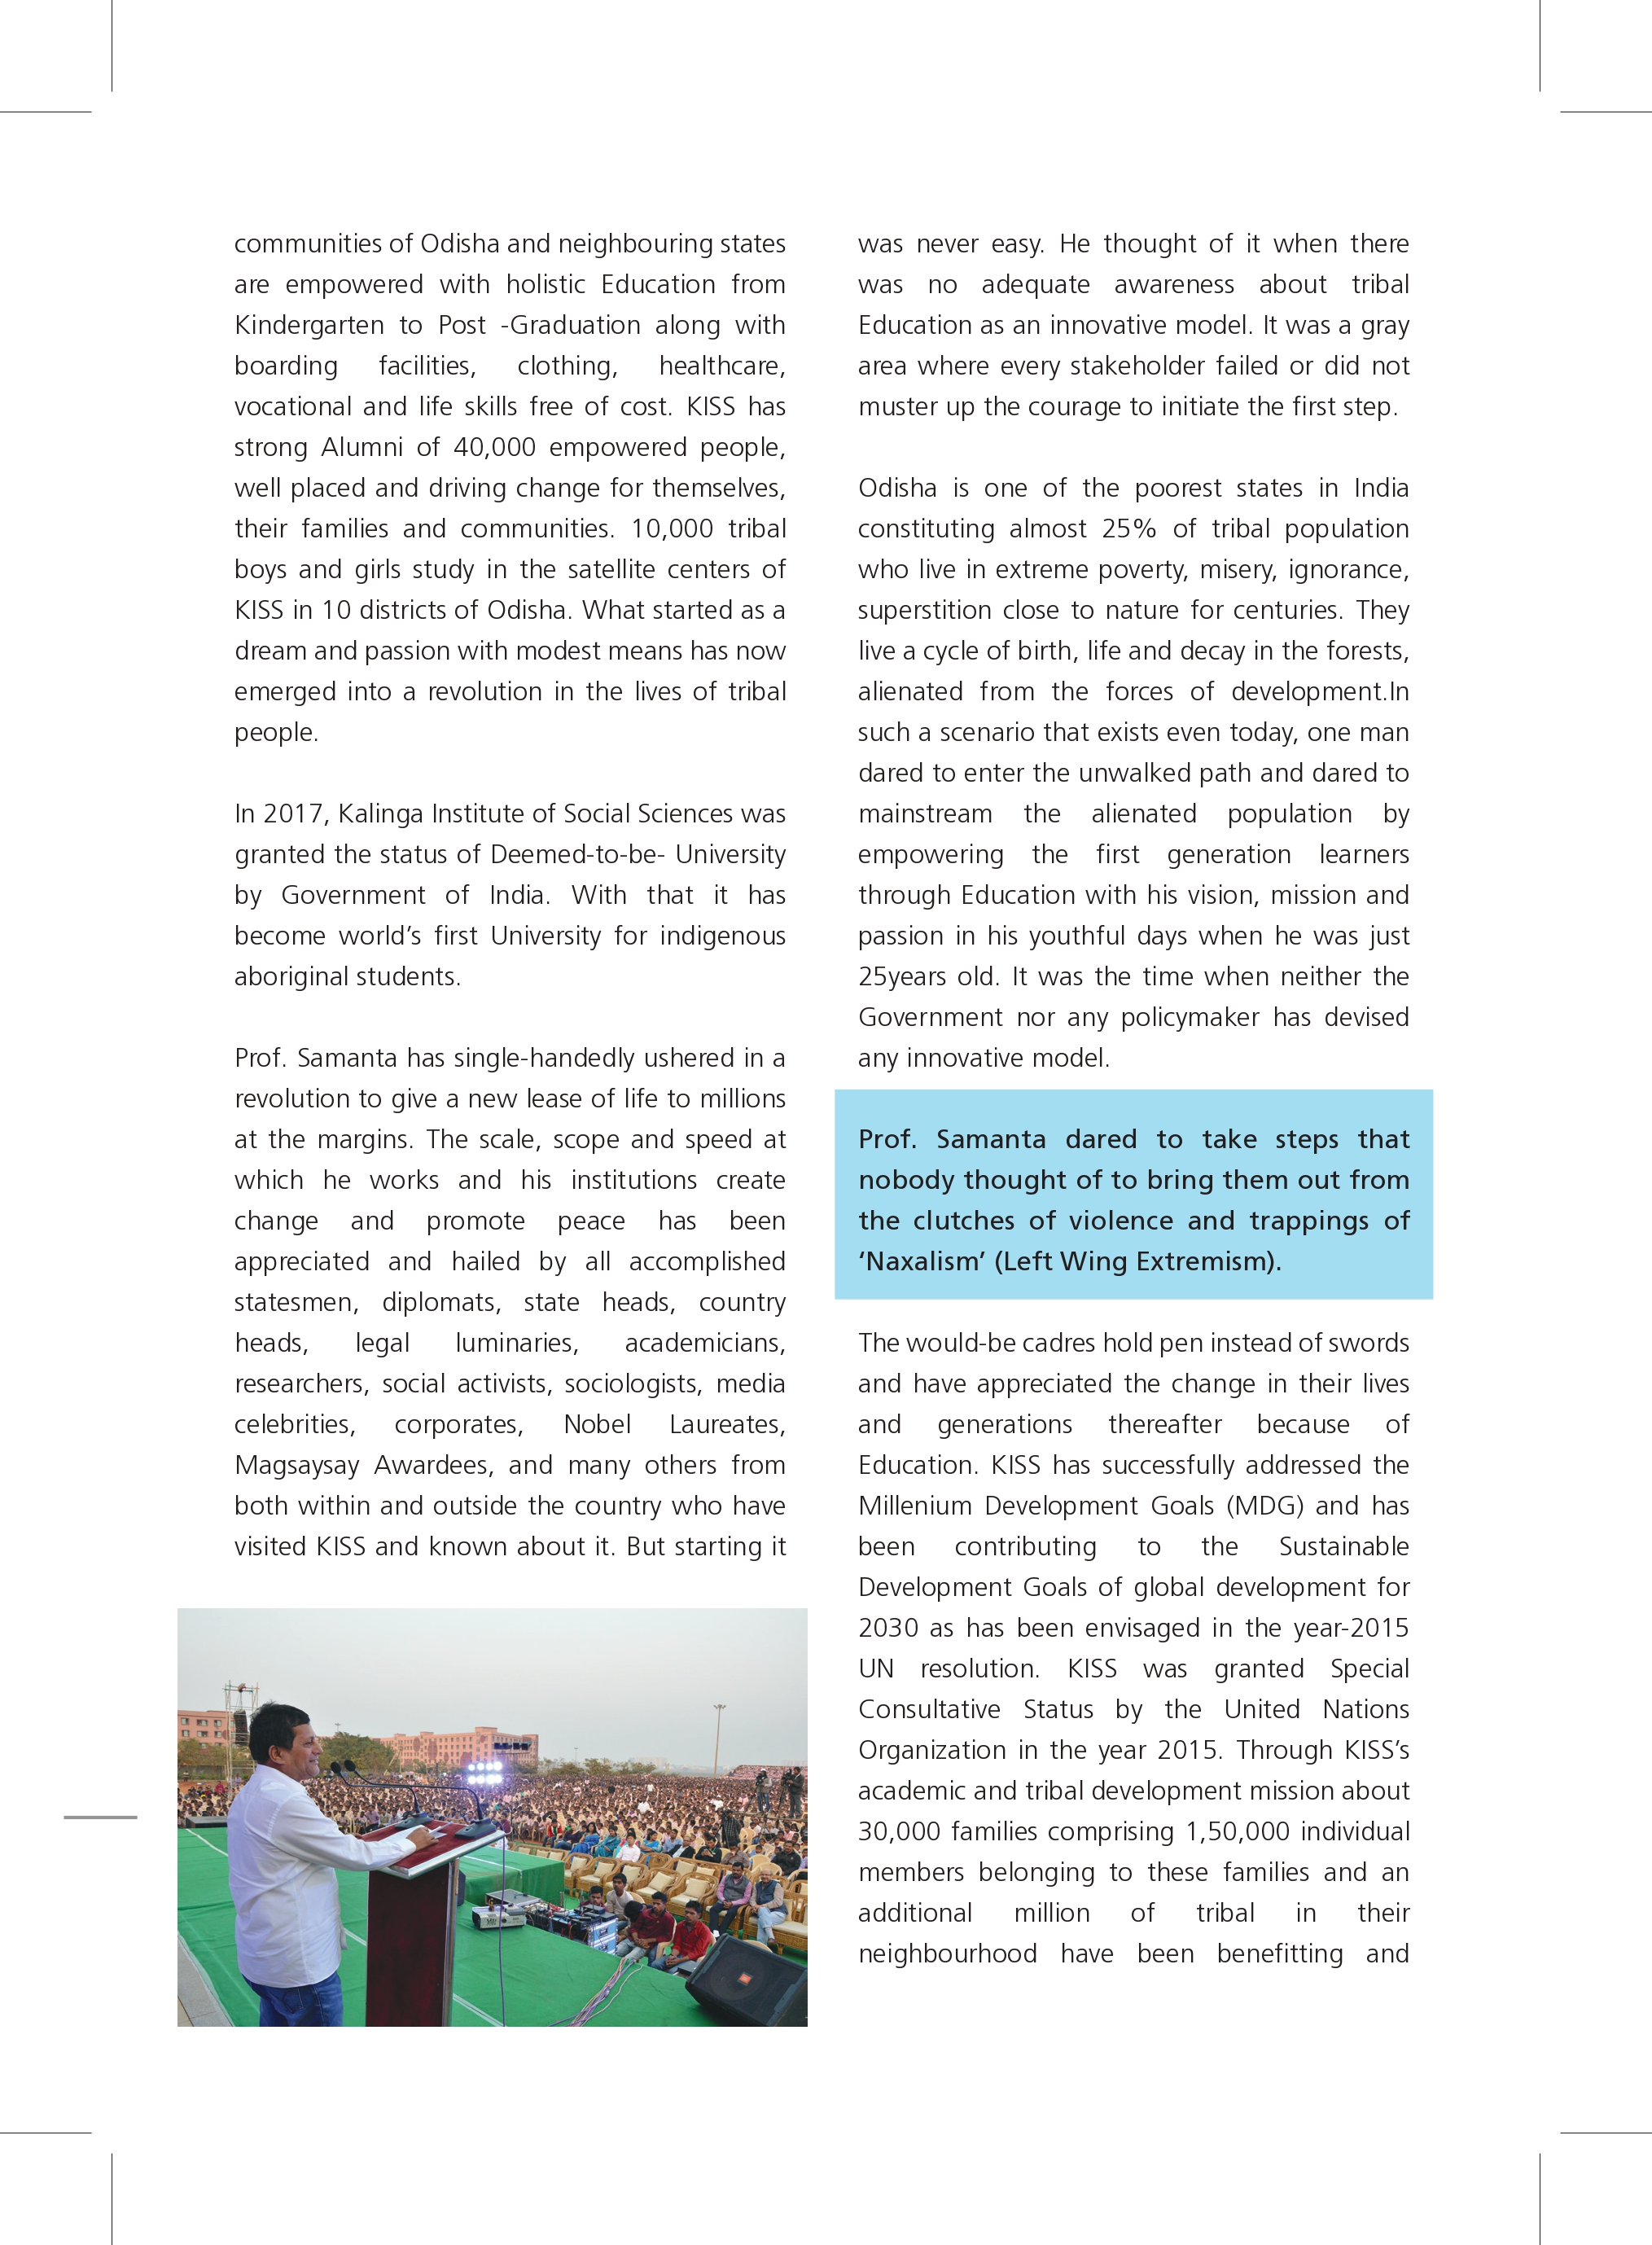 communities of Odisha and neighbouring states
are empowered with holistic Education from
Kindergarten to Post -Graduation along with
boarding facilities, clothing, healthcare,
vocational and life skills free of cost. KISS has
strong Alumni of 40,000 empowered people,
well placed and driving change for themselves,
their families and communities. 10,000 tribal
boys and girls study in the satellite centers of
KISS in 10 districts of Odisha. What started as a
dream and passion with modest means has now
emerged into a revolution in the lives of tribal
people.
In 2017, Kalinga Institute of Social Sciences was
granted the status of Deemed-to-be- University
by Government of India. With that it has
become world’s first University for indigenous
aboriginal students.
Prof. Samanta has single-handedly ushered in a
revolution to give a new lease of life to millions
at the margins. The scale, scope and speed at
which he works and his institutions create
change and promote peace has been
appreciated and hailed by all accomplished
statesmen, diplomats, state heads, country
heads, legal luminaries, academicians,
researchers, social activists, sociologists, media
celebrities, corporates, Nobel Laureates,
Magsaysay Awardees, and many others from
both within and outside the country who have
visited KISS and known about it. But starting it
was never easy. He thought of it when there
was no adequate awareness about tribal
Education as an innovative model. It was a gray
area where every stakeholder failed or did not
muster up the courage to initiate the first step.
Odisha is one of the poorest states in India
constituting almost 25% of tribal population
who live in extreme poverty, misery, ignorance,
superstition close to nature for centuries. They
live a cycle of birth, life and decay in the forests,
alienated from the forces of development.In
such a scenario that exists even today, one man
dared to enter the unwalked path and dared to
mainstream the alienated population by
empowering the first generation learners
through Education with his vision, mission and
passion in his youthful days when he was just
25years old. It was the time when neither the
Government nor any policymaker has devised
any innovative model.
Prof. Samanta dared to take steps that
nobody thought of to bring them out from
the clutches of violence and trappings of
‘Naxalism’ (Left Wing Extremism).
The would-be cadres hold pen instead of swords
and have appreciated the change in their lives
and generations thereafter because of
Education. KISS has successfully addressed the
Millenium Development Goals (MDG) and has
been contributing to the Sustainable
Development Goals of global development for
2030 as has been envisaged in the year-2015
UN resolution. KISS was granted Special
Consultative Status by the United Nations
Organization in the year 2015. Through KISS’s
academic and tribal development mission about
30,000 families comprising 1,50,000 individual
members belonging to these families and an
additional million of tribal in their
neighbourhood have been benefitting and